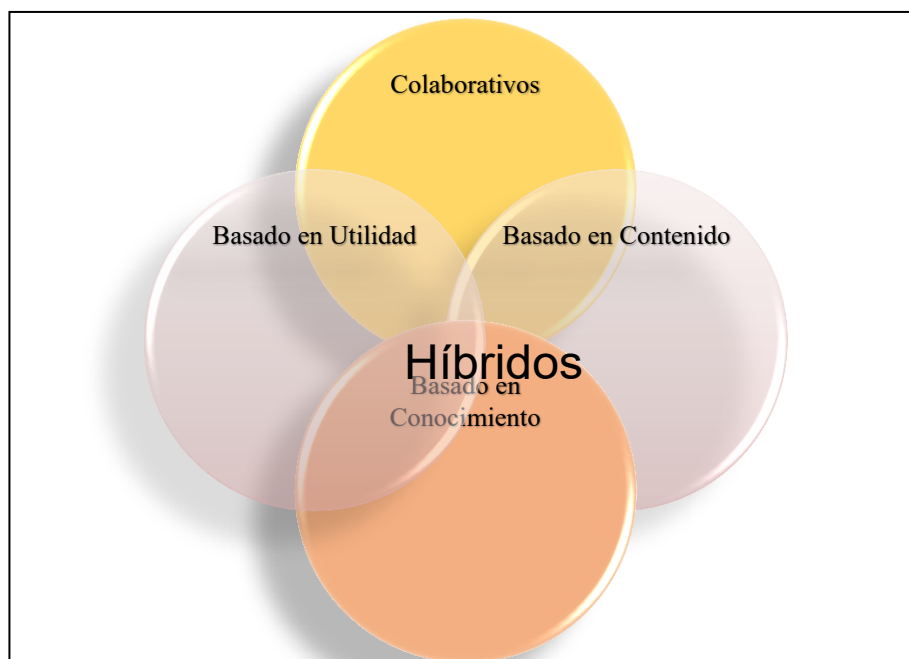 Colaborativos
Basado en Utilidad
Basado en Contenido
Híbridos
Basado en
Conocimiento